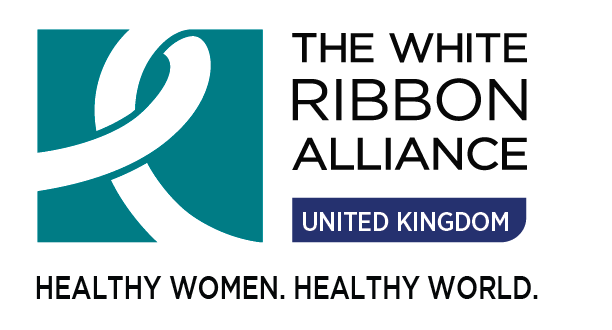 THE WHITE
RIBBON
ALLIANCE
UNITED KINGDOM
HEALTHY WOMEN. HEALTHY WORLD.